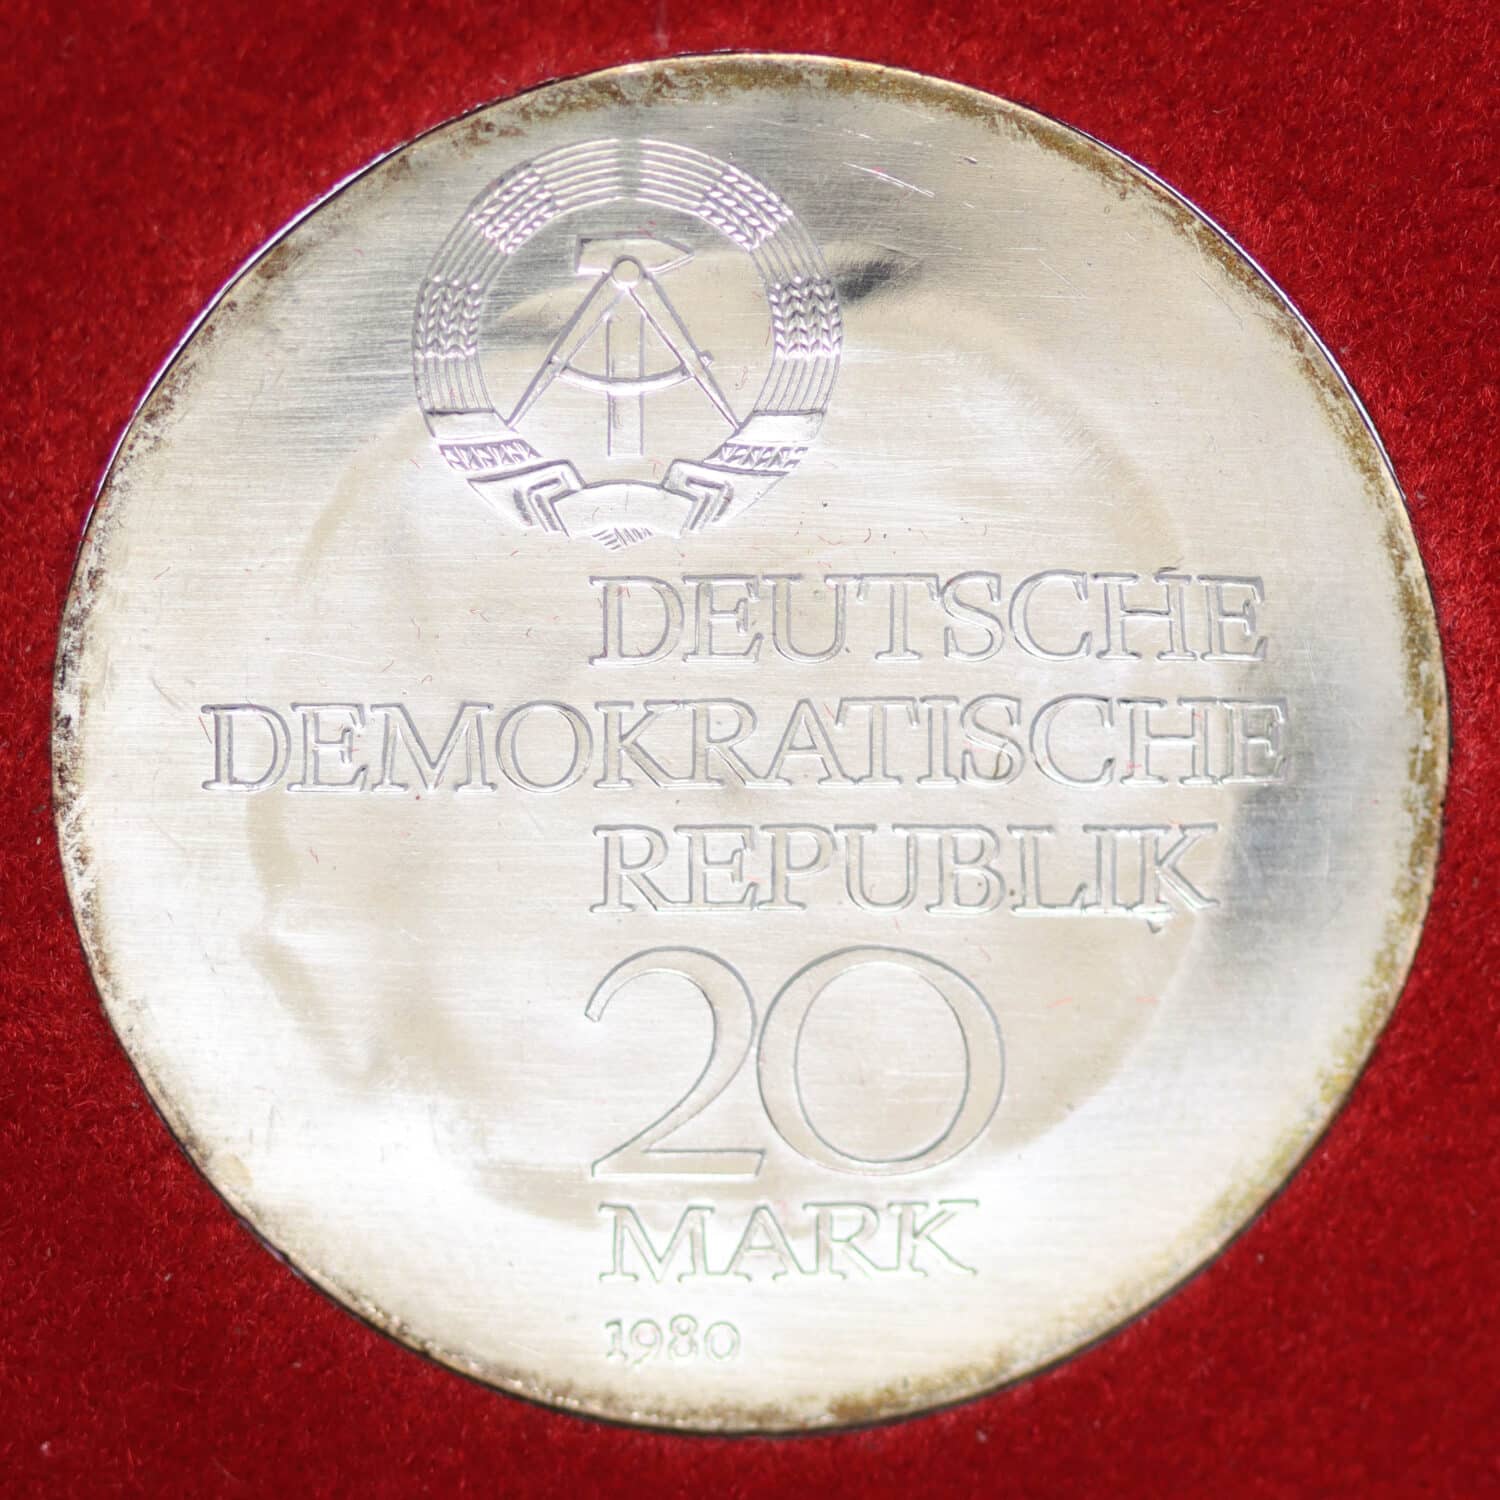 DEUTSCHE
DEMOKRATISCHE
REPUBLIK
20
MARK
1980